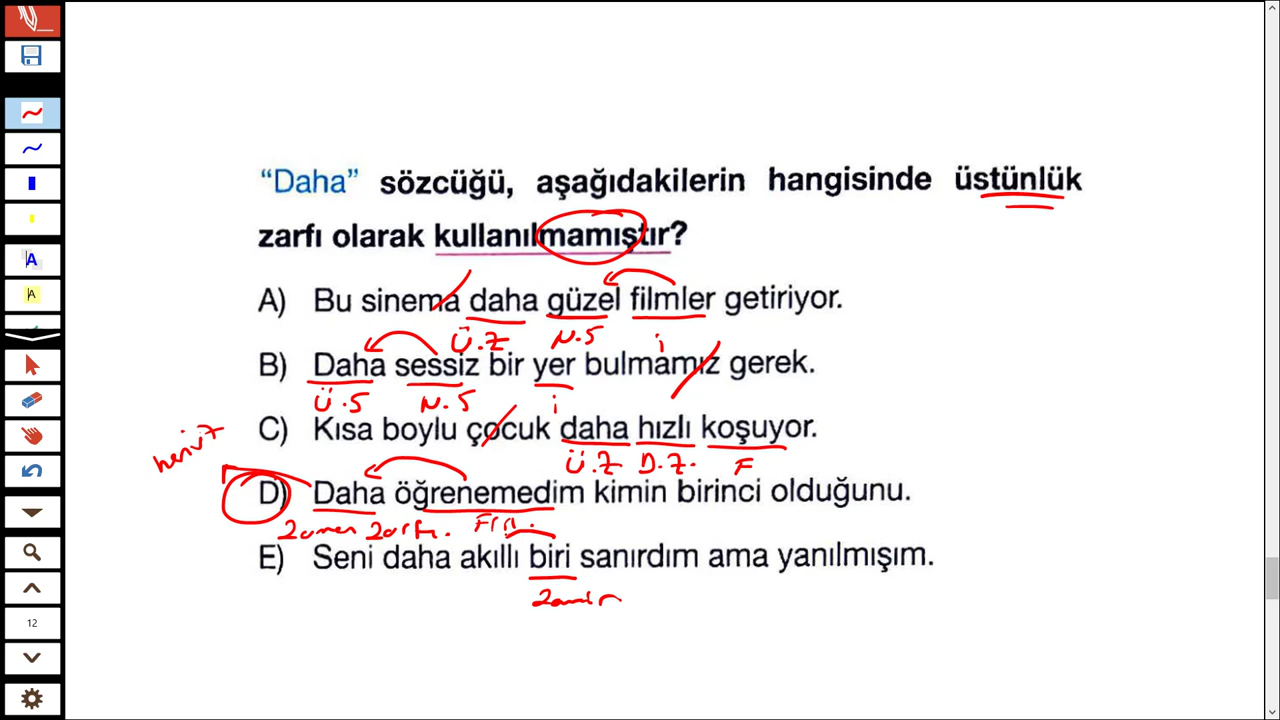 "Daha" sözcüğü, aşağıdakilerin hangisinde üstünlük
zarfı olarak kullanılmamıştır?
A) Bu sinema daha güzel filmler getiriyor.
Ü.Z N.S i
B) Daha sessiz bir yer bulmamız gerek.
Ü.S N.S i
C) Kısa boylu çocuk daha hızlı koşuyor.
Ü.Z D.Z. F
henüz
D) Daha öğrenemedim kimin birinci olduğunu.
Zaman Zarfı. Fiil.
E) Seni daha akıllı biri sanırdım ama yanılmışım.
Zamir
A
A
12